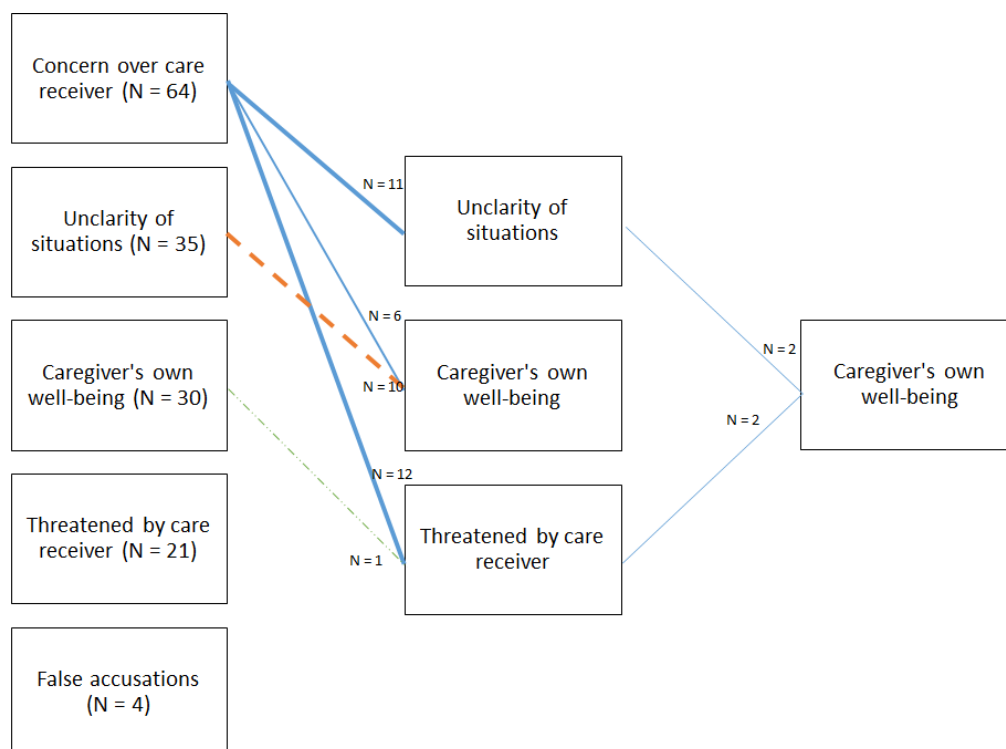 Concern over care
receiver (N = 64)
Unclarity of
situations (N = 35)
Caregiver's own
well-being (N = 30)
Threatened by care
receiver (N = 21)
False accusations
(N = 4)
N = 11
N = 6
N = 10
N = 12
N = 1
Unclarity of
situations
Caregiver's own
well-being
Threatened by care
receiver
N = 2
N = 2
Caregiver's own
well-being